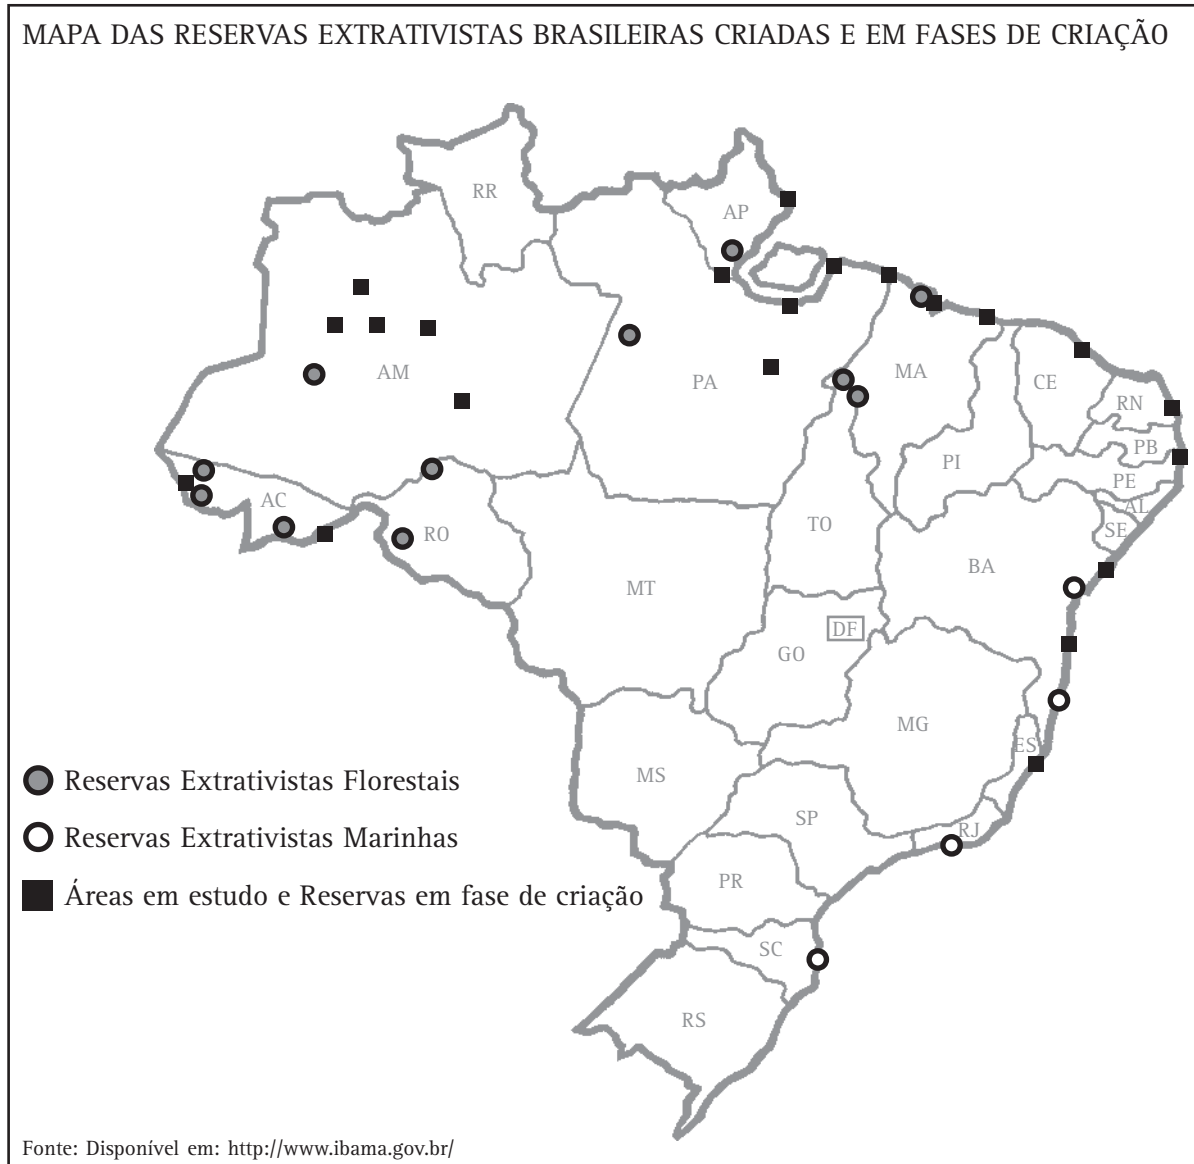 MAPA DAS RESERVAS EXTRATIVISTAS BRASILEIRAS CRIADAS E EM FASES DE CRIAÇÃO
RR
AP
AM
PA
MA
CE
RN
PB
PE
AL
SE
PI
AC
RO
TO
BA
MT
DF
GO
MG
ES
MS
SP
RJ
PR
SC
RS
Reservas Extrativistas Florestais
Reservas Extrativistas Marinhas
Áreas em estudo e Reservas em fase de criação
Fonte: Disponível em: http://www.ibama.gov.br/